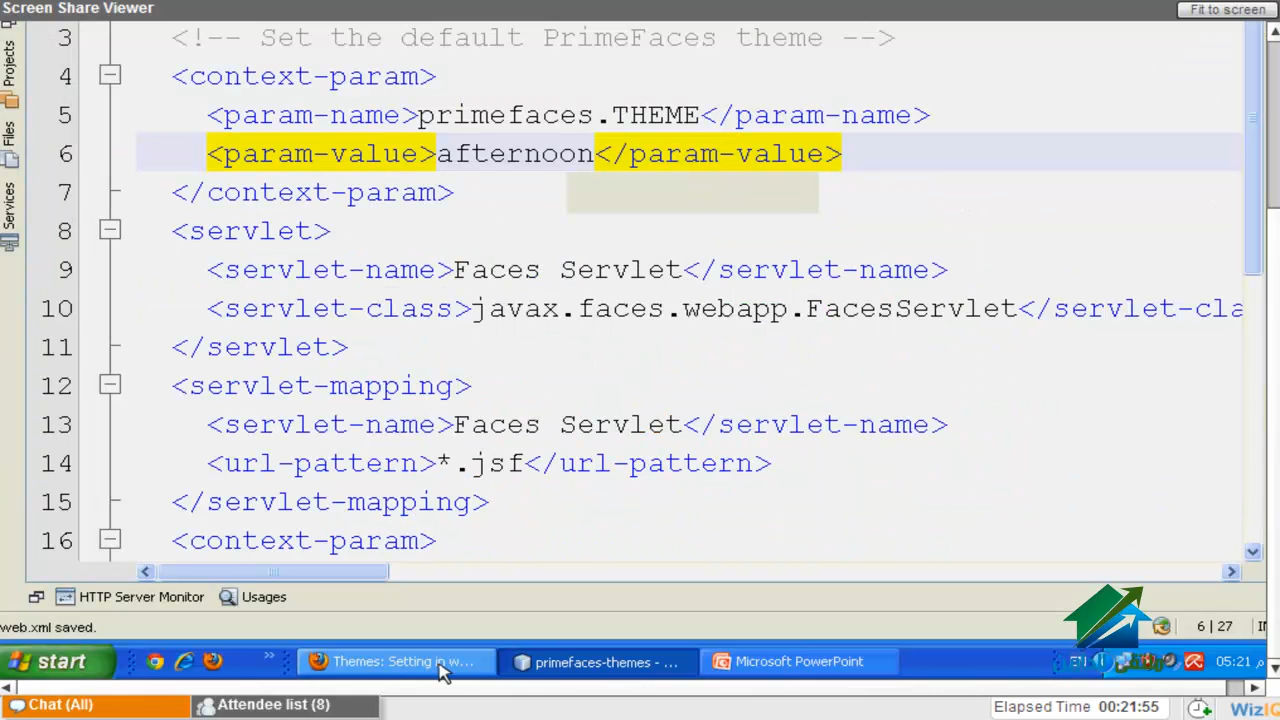 Screen Share Viewer
Fit to screen
Projects
Files
Services
3 <!-- Set the default PrimeFaces theme -->
4 <context-param>
5 <param-name>primefaces.THEME</param-name>
6 <param-value>afternoon</param-value>
7 </context-param>
8 <servlet>
9 <servlet-name>Faces Servlet</servlet-name>
10 <servlet-class>javax.faces.webapp.FacesServlet</servlet-cla
11 </servlet>
12 <servlet-mapping>
13 <servlet-name>Faces Servlet</servlet-name>
14 <url-pattern>*.jsf</url-pattern>
15 </servlet-mapping>
16 <context-param>
HTTP Server Monitor Usages
web.xml saved. 6 | 27
start Themes: Setting in w... primefaces-themes - ... Microsoft PowerPoint EN 05:21 م
Chat (All) Attendee list (8) Elapsed Time 00:21:55 WizIQ